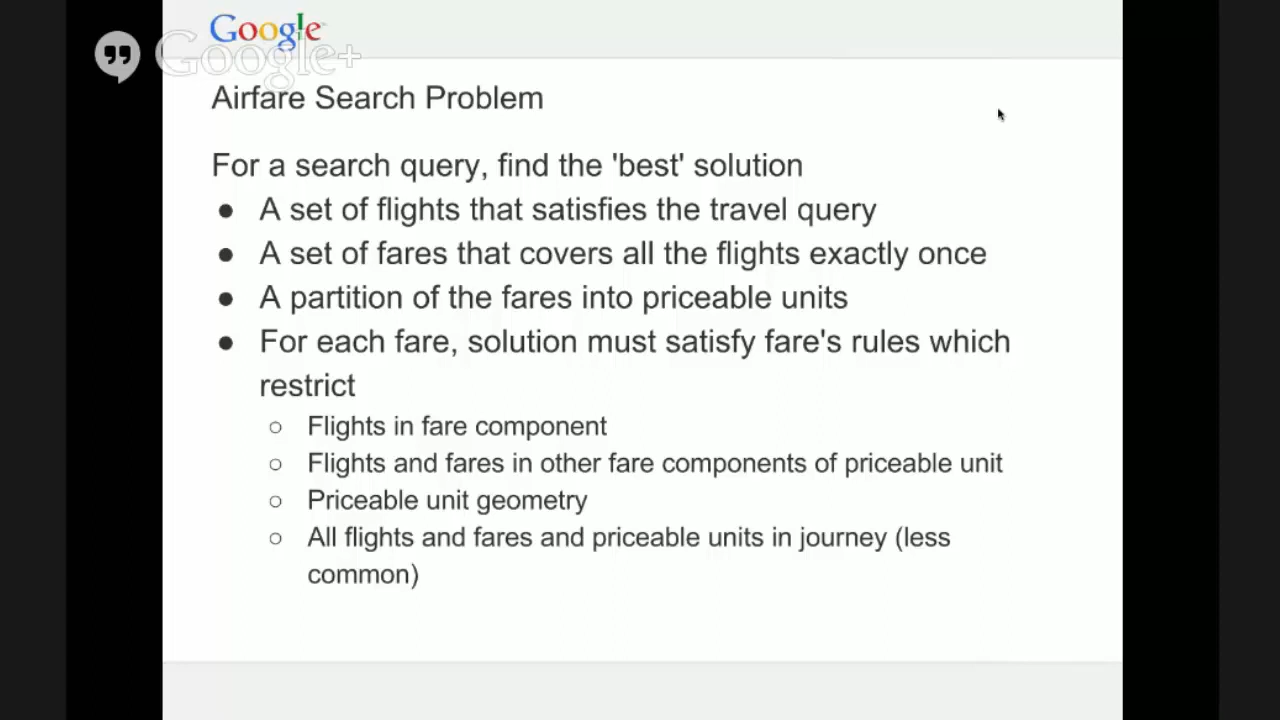 Google
Google+
Airfare Search Problem
For a search query, find the 'best' solution
● A set of flights that satisfies the travel query
● A set of fares that covers all the flights exactly once
● A partition of the fares into priceable units
● For each fare, solution must satisfy fare's rules which
restrict
○ Flights in fare component
○ Flights and fares in other fare components of priceable unit
○ Priceable unit geometry
○ All flights and fares and priceable units in journey (less
common)